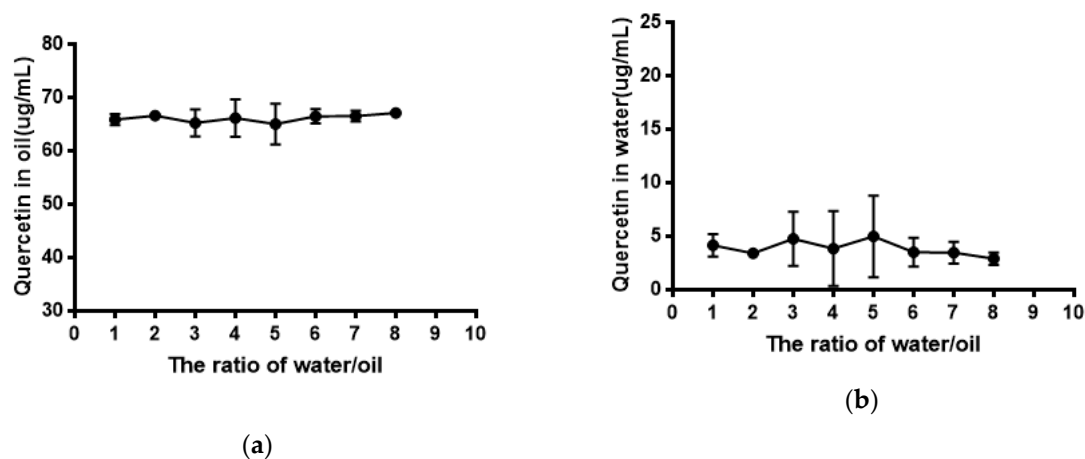 Quercetin in oil(ug/mL)
80
70
60
50
40
30
0 1 2 3 4 5 6 7 8 9 10
The ratio of water/oil
(a)
Quercetin in water(ug/mL)
25
20
15
10
5
0
0 1 2 3 4 5 6 7 8 9 10
The ratio of water/oil
(b)